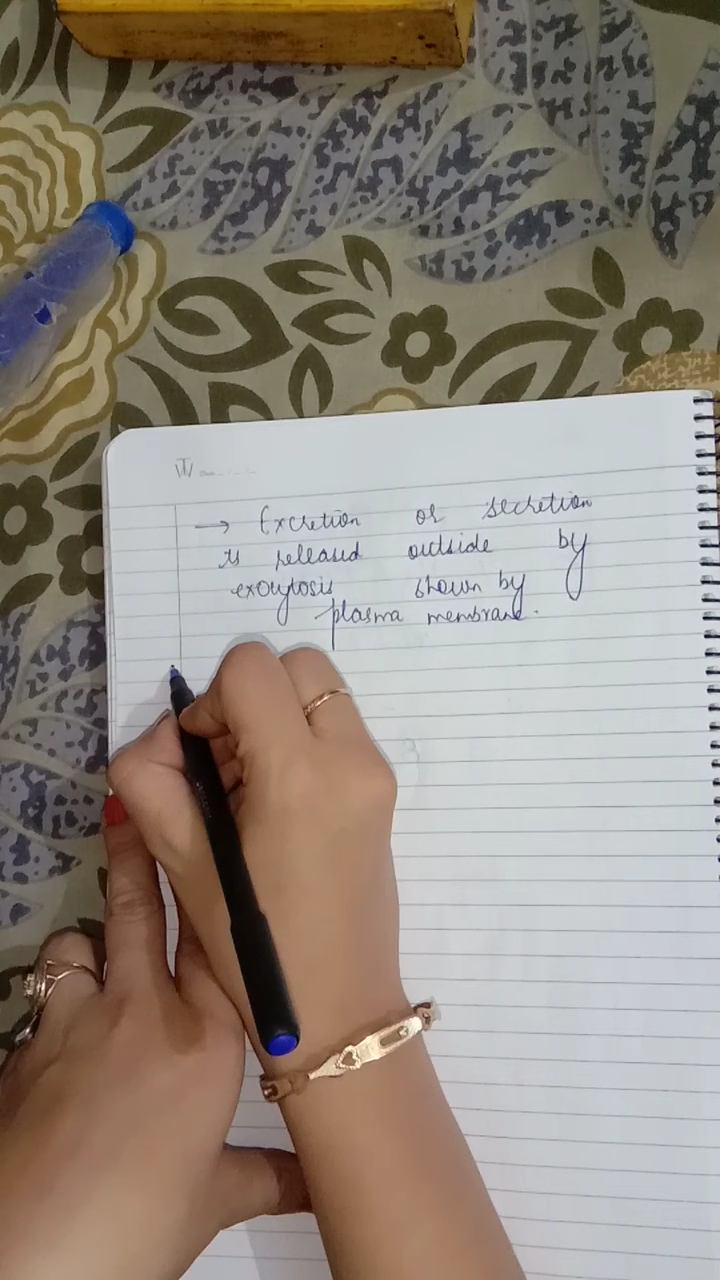 → Excretion or secretion
is released outside by
exocytosis shown by
plasma membrane.